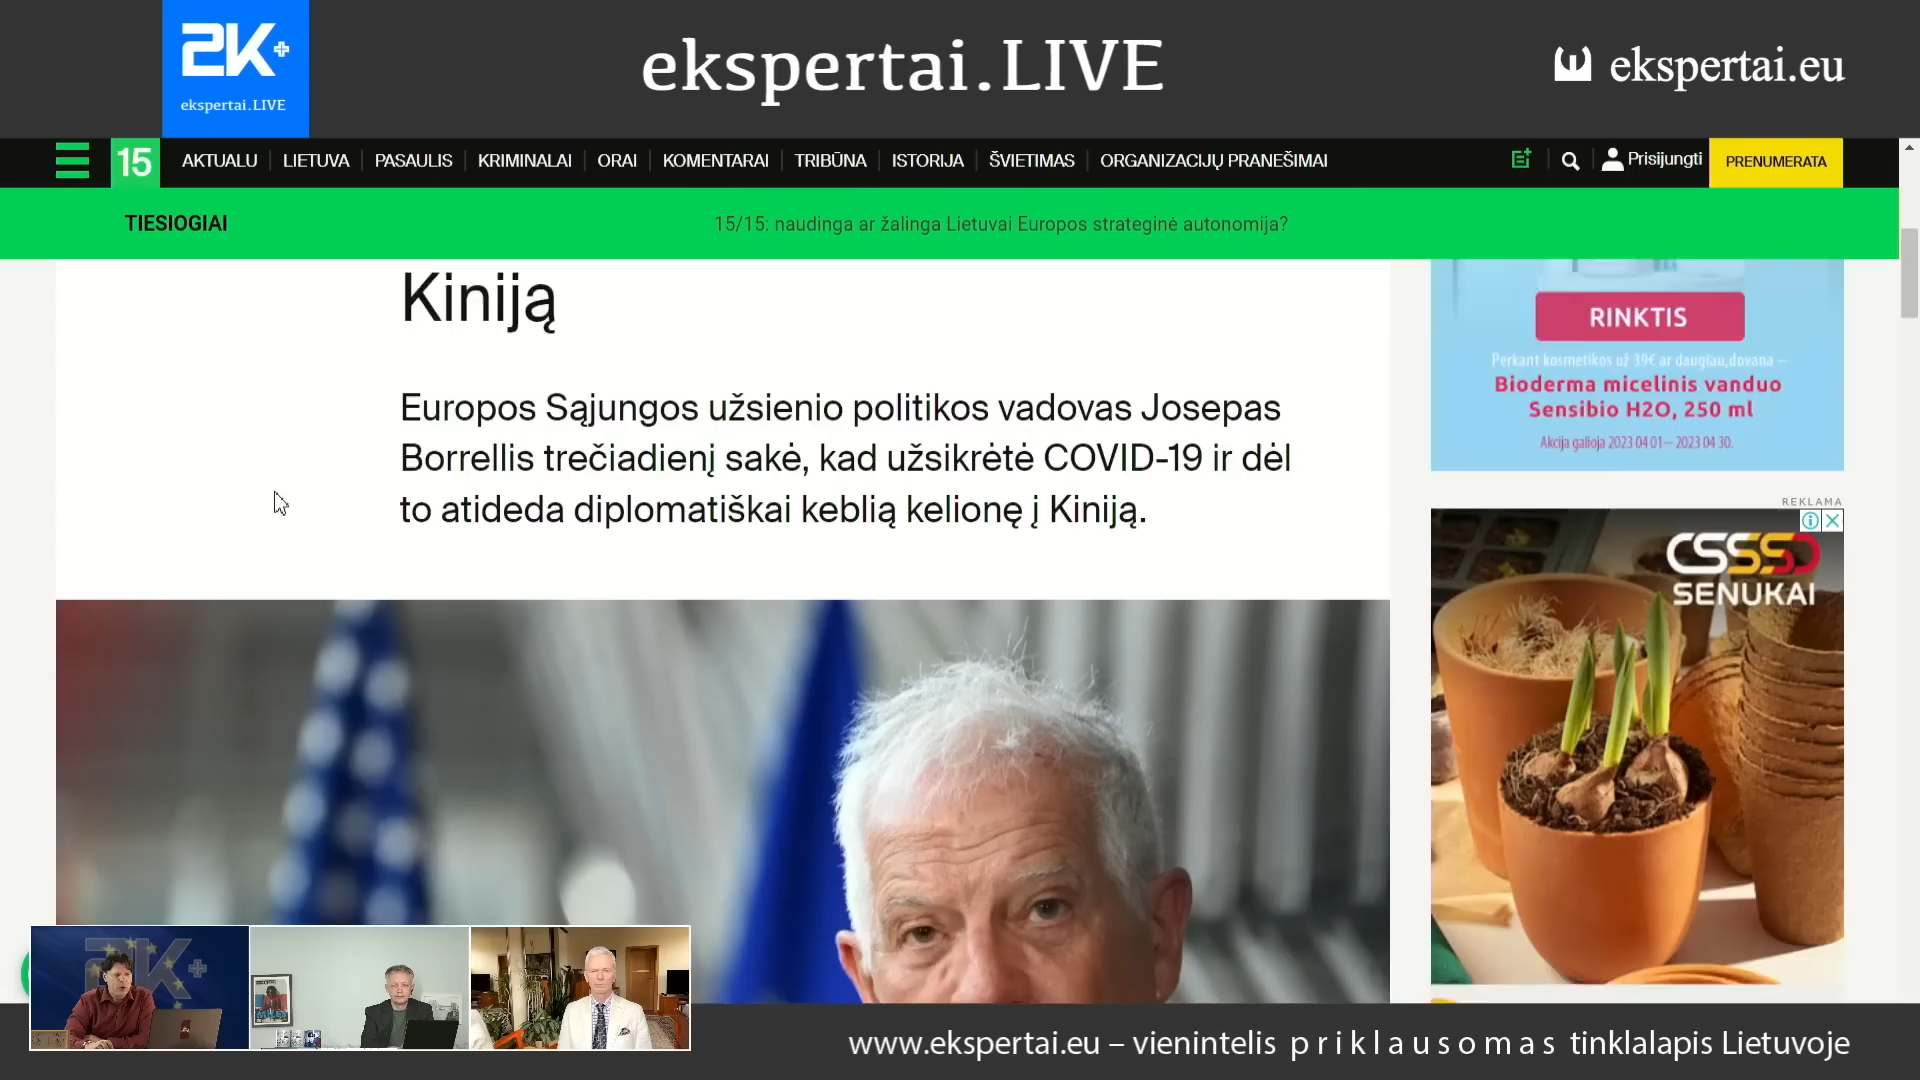 2K+
ekspertai.LIVE
ekspertai.LIVE
ekspertai.eu
15
AKTUALU
LIETUVA
PASAULIS
KRIMINALAI
ORAI
KOMENTARAI
TRIBŪNA
ISTORIJA
ŠVIETIMAS
ORGANIZACIJŲ PRANEŠIMAI
Prisijungti
PRENUMERATA
TIESIOGIAI
15/15: naudinga ar žalinga Lietuvai Europos strateginė autonomija?
Kiniją
Europos Sąjungos užsienio politikos vadovas Josepas
Borrellis trečiadienį sakė, kad užsikrėtė COVID-19 ir dėl
to atideda diplomatiškai keblią kelionę į Kiniją.
RINKTIS
Perkant kosmetikos už 39€ ar daugiau, dovana –
Bioderma micelinis vanduo
Sensibio H2O, 250 ml
Akcija galioja 2023 04 01 – 2023 04 30.
REKLAMA
SENUKAI
2K+
www.ekspertai.eu – vienintelis priklausomas tinklalapis Lietuvoje